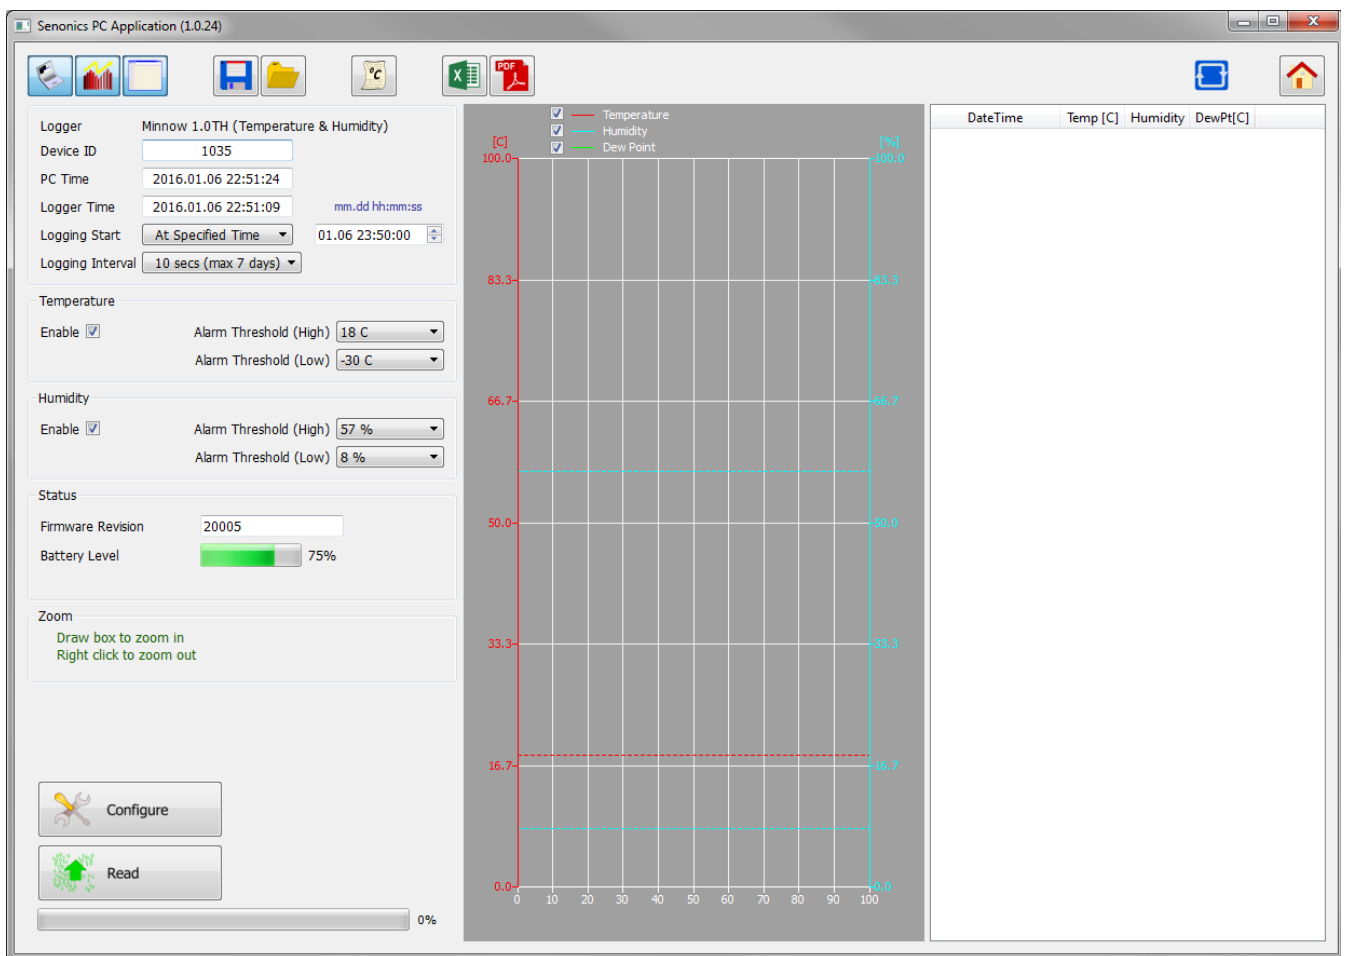 Senonics PC Application (1.0.24)
PDF
°C
Logger Minnow 1.0TH (Temperature & Humidity)
Device ID 1035
PC Time 2016.01.06 22:51:24
Logger Time 2016.01.06 22:51:09 mm.dd hh:mm:ss
Logging Start At Specified Time 01.06 23:50:00
Logging Interval 10 secs (max 7 days)
Temperature
Enable Alarm Threshold (High) 18 C
Alarm Threshold (Low) -30 C
Humidity
Enable Alarm Threshold (High) 57 %
Alarm Threshold (Low) 8 %
Status
Firmware Revision 20005
Battery Level 75%
Zoom
Draw box to zoom in
Right click to zoom out
Configure
Read
0%
Temperature
Humidity
Dew Point
[C] [%]
100.0 100.0
83.3 83.3
66.7 66.7
50.0 50.0
33.3 33.3
16.7 16.7
0.0 0.0
0 10 20 30 40 50 60 70 80 90 100
DateTime Temp [C] Humidity DewPt[C]